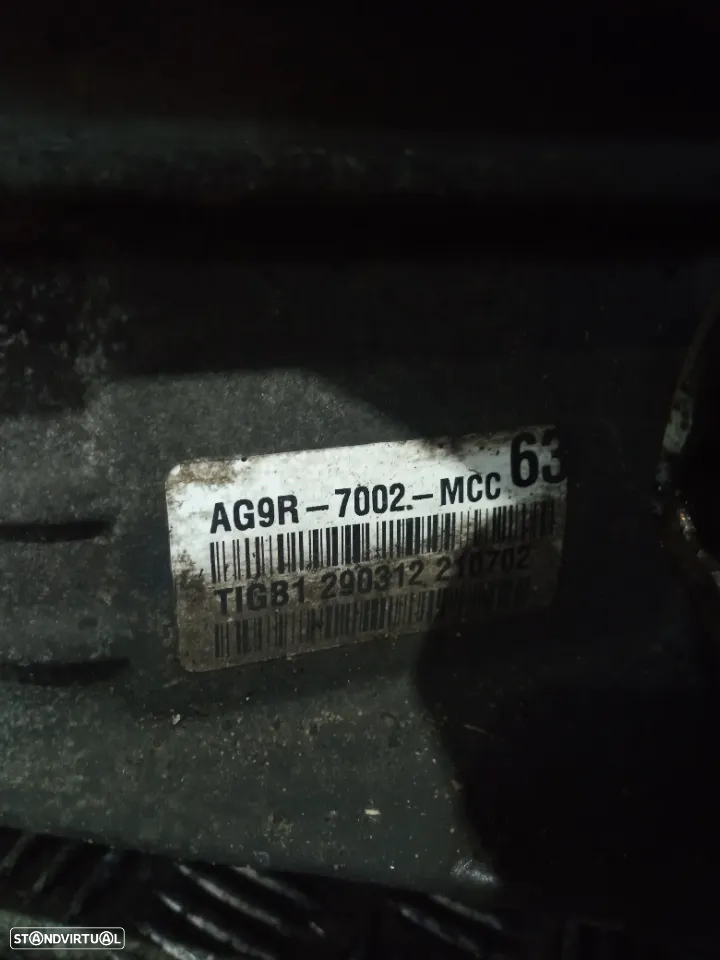 AG9R-7002-MCC 63
TIGB1 290312 210702
STANDVIRTUAL